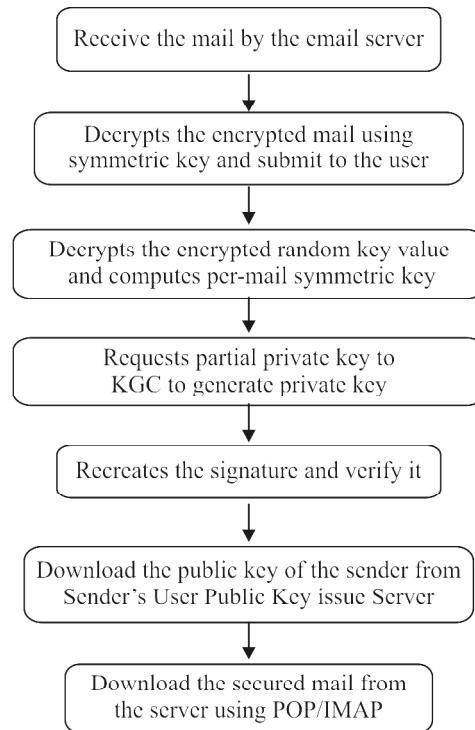 Receive the mail by the email server
Decrypts the encrypted mail using
symmetric key and submit to the user
Decrypts the encrypted random key value
and computes per-mail symmetric key
Requests partial private key to
KGC to generate private key
Recreates the signature and verify it
Download the public key of the sender from
Sender's User Public Key issue Server
Download the secured mail from
the server using POP/IMAP